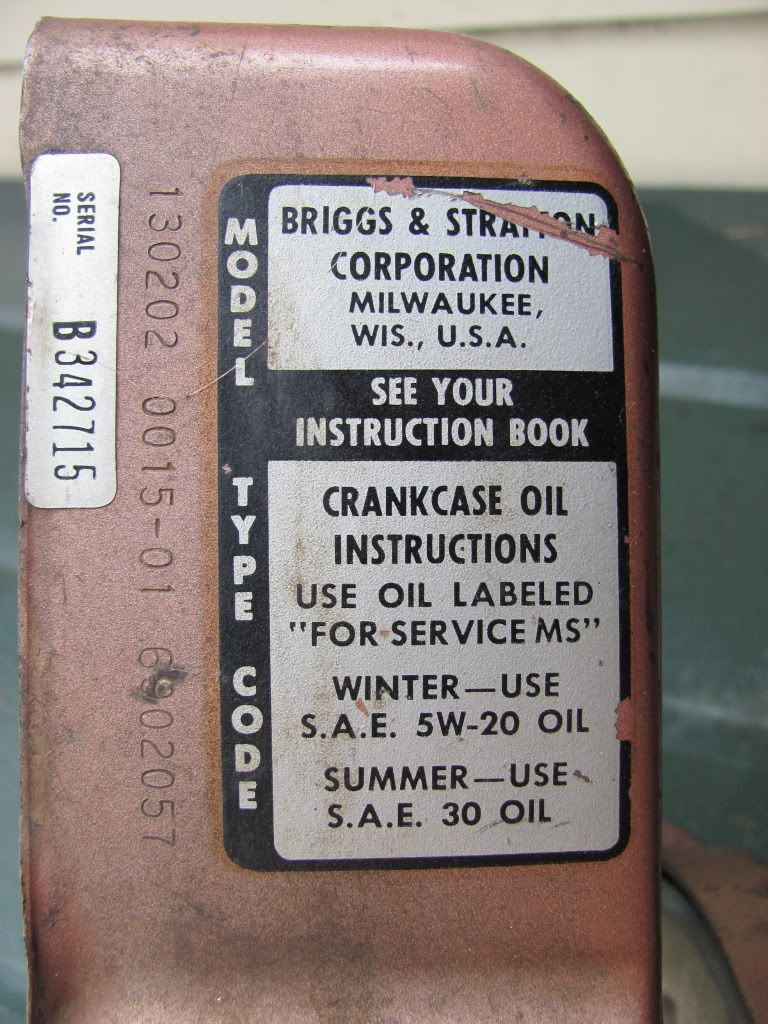 SERIAL
NO. B342715
130202 0015-01 6902057
MODEL TYPE CODE
BRIGGS & STRATTON
CORPORATION
MILWAUKEE,
WIS., U.S.A.
SEE YOUR
INSTRUCTION BOOK
CRANKCASE OIL
INSTRUCTIONS
USE OIL LABELED
"FOR SERVICE MS"
WINTER—USE
S.A.E. 5W-20 OIL
SUMMER—USE
S.A.E. 30 OIL